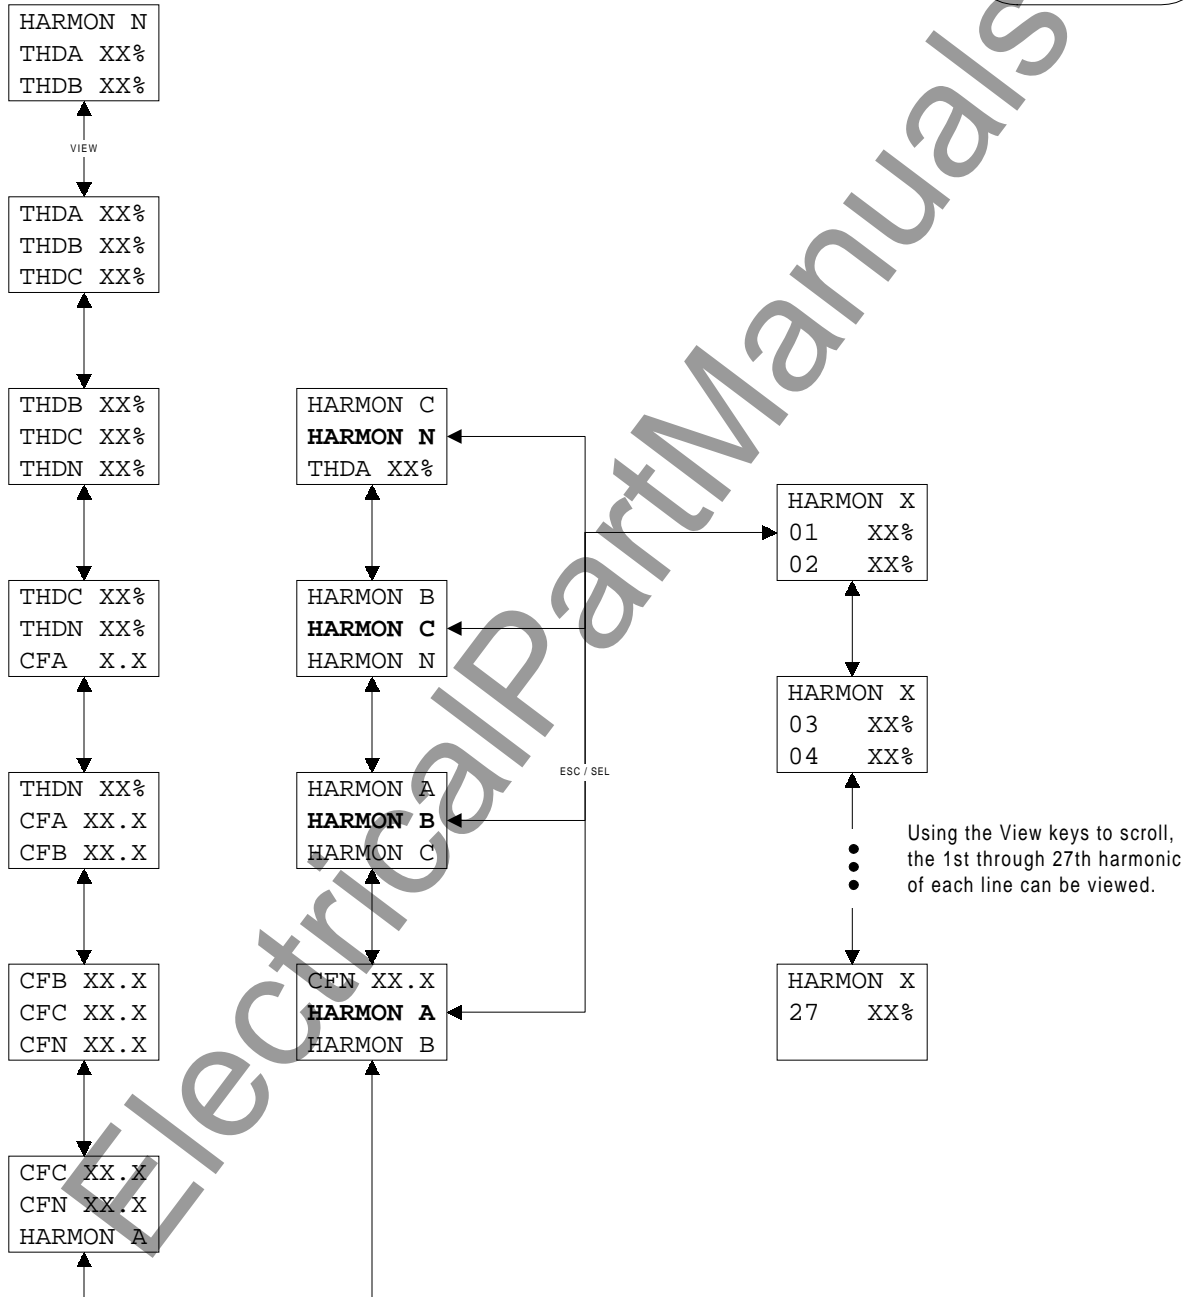 HARMON N
THDA XX%
THDB XX%
VIEW
THDA XX%
THDB XX%
THDC XX%
THDB XX%
THDC XX%
THDN XX%
THDC XX%
THDN XX%
CFA X.X
THDN XX%
CFA XX.X
CFB XX.X
CFB XX.X
CFC XX.X
CFN XX.X
CFC XX.X
CFN XX.X
HARMON A
HARMON C
HARMON N
THDA XX%
HARMON B
HARMON C
HARMON N
HARMON A
HARMON B
HARMON C
CFN XX.X
HARMON A
HARMON B
ESC / SEL
HARMON X
01 XX%
02 XX%
HARMON X
03 XX%
04 XX%
Using the View keys to scroll,
the 1st through 27th harmonic
of each line can be viewed.
HARMON X
27 XX%
ElectricalPartManuals